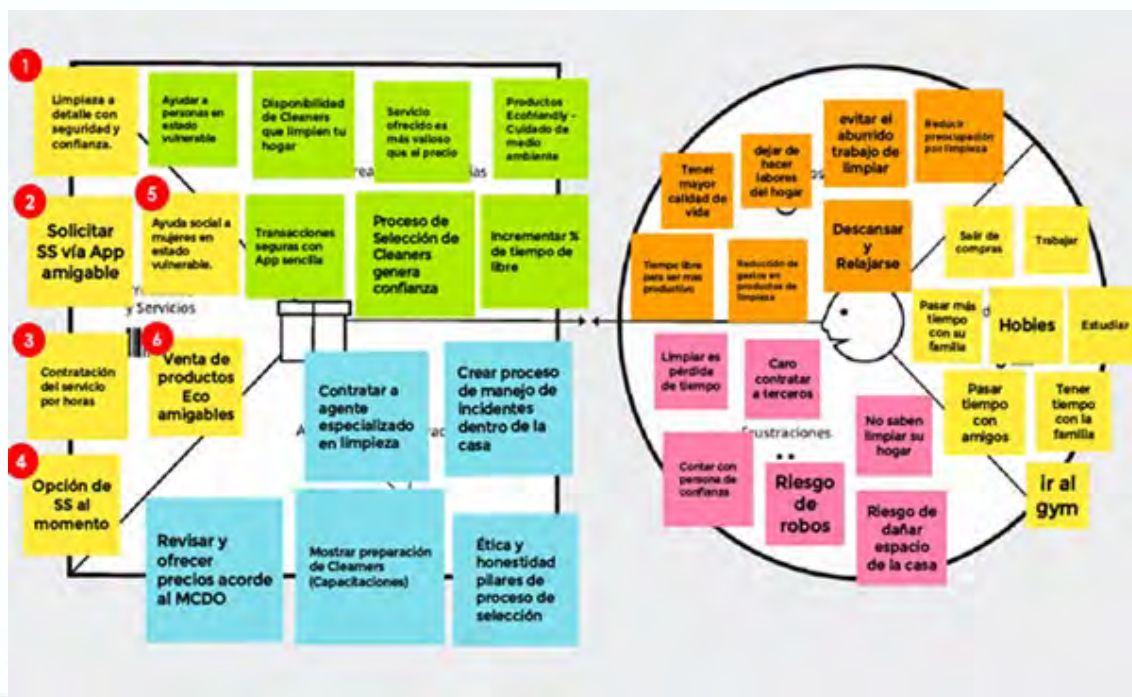 1
Limpieza a
detalle con
seguridad y
confianza.
Ayudar a
personas en
estado
vulnerable
Disponibilidad
de Cleaners
que limpien tu
hogar
Servicio
ofrecido es
más valioso
que el precio
Productos
Ecofriendly -
Cuidado de
medio
ambiente
2
Solicitar
SS vía App
amigable
5
Ayuda social a
mujeres en
estado
vulnerable.
Transacciones
seguras con
App sencilla
Proceso de
Selección de
Cleaners
genera
confianza
Incrementar %
de tiempo de
libre
y Servicios
3
Contratación
del servicio
por horas
6
Venta de
productos
Eco
amigables
Contratar a
agente
especializado
en limpieza
Crear proceso
de manejo de
incidentes
dentro de la
casa
4
Opción de
SS al
momento
Revisar y
ofrecer
precios acorde
al MCDO
Mostrar preparación
de Cleaners
(Capacitaciones)
Ética y
honestidad
pilares de
proceso de
selección
Tener
mayor
calidad de
vida
dejar de
hacer
labores
del hogar
evitar el
aburrido
trabajo de
limpiar
Reducir
preocupación
por limpieza
Tiempo libre
para ser mas
productivo
Reducción de
gastos en
productos de
limpieza
Descansar
y
Relajarse
Salir de
compras
Trabajar
Pasar más
tiempo
con su
familia
Hobies
Estudiar
Pasar
tiempo
con
amigos
Tener
tiempo
con la
familia
ir al
gym
Limpiar es
pérdida
de tiempo
Caro
contratar
a terceros
Frustraciones
No saben
limpiar su
hogar
Contar con
persona de
confianza
Riesgo
de
robos
Riesgo de
dañar
espacio
de la casa